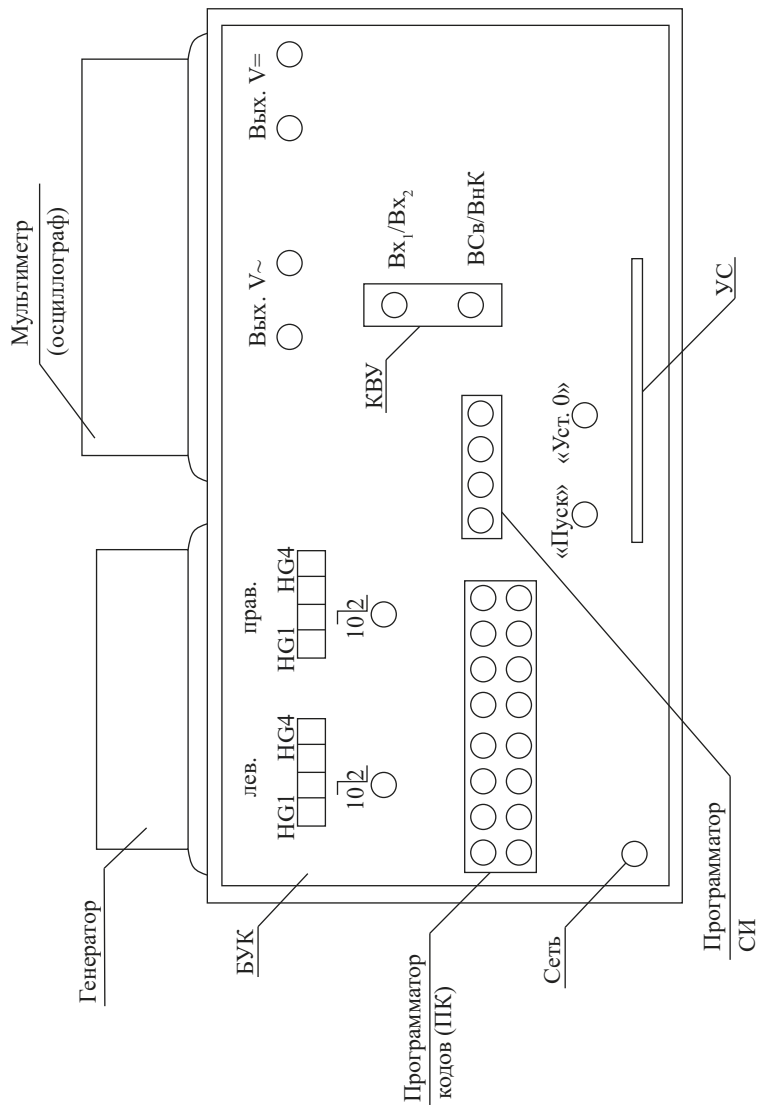 Генератор
Мультиметр
(осциллограф)
БУК
лев.
HG1 HG4
10 2
прав.
HG1 HG4
10 2
Вых. V~
Вых. V=
КВУ
Вх1/Вх2
ВСв/ВнК
Программатор
кодов (ПК)
«Пуск» «Уст. 0»
Сеть
Программатор
СИ
УС